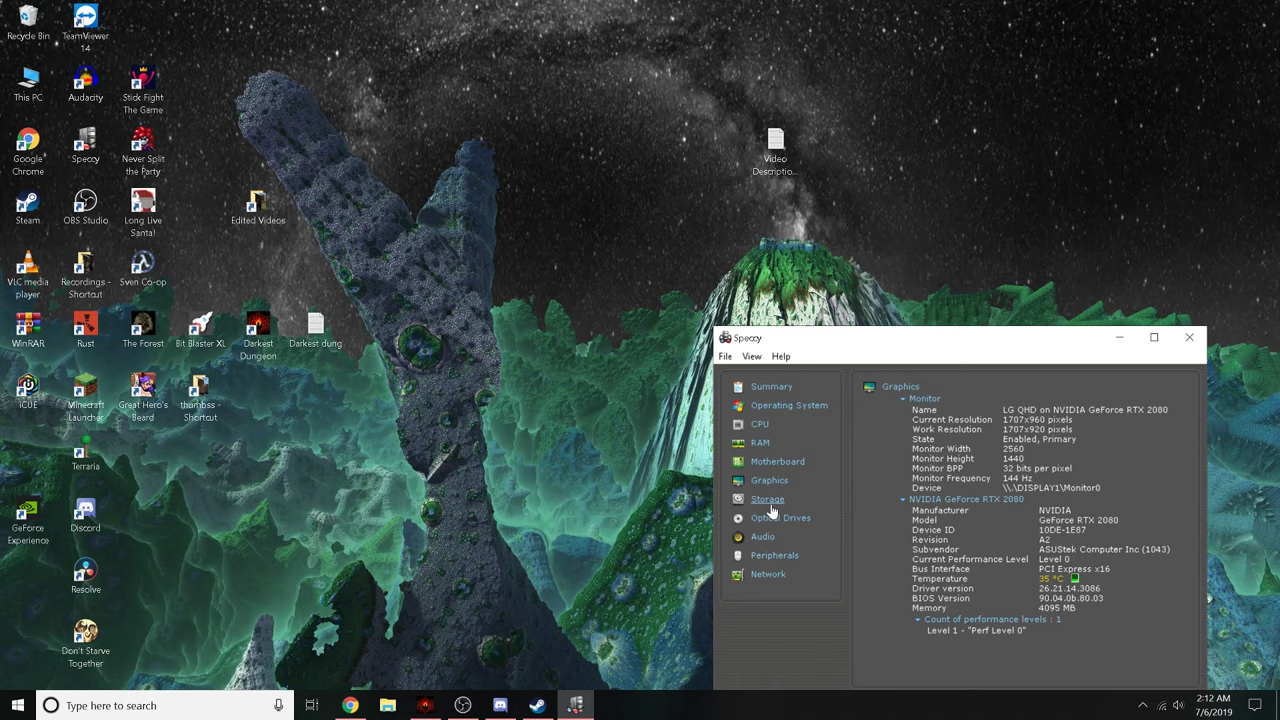 Recycle Bin
TeamViewer
14
This PC
Audacity
Stick Fight
The Game
Google
Chrome
Speccy
Never Split
the Party
Video
Descriptio...
Steam
OBS Studio
Long Live
Santa!
Edited Videos
VLC media
player
Recordings -
Shortcut
Sven Co-op
WinRAR
Rust
The Forest
Bit Blaster XL
Darkest
Dungeon
Darkest dung...
iCUE
Minecraft
Launcher
Great Hero's
Beard
thumbss -
Shortcut
Terraria
GeForce
Experience
Discord
Resolve
Don't Starve
Together
Speccy
File View Help
Summary
Operating System
CPU
RAM
Motherboard
Graphics
Storage
Optical Drives
Audio
Peripherals
Network
Graphics
Monitor
Name LG QHD on NVIDIA GeForce RTX 2080
Current Resolution 1707x960 pixels
Work Resolution 1707x920 pixels
State Enabled, Primary
Monitor Width 2560
Monitor Height 1440
Monitor BPP 32 bits per pixel
Monitor Frequency 144 Hz
Device \\.\DISPLAY1\Monitor0
NVIDIA GeForce RTX 2080
Manufacturer NVIDIA
Model GeForce RTX 2080
Device ID 10DE-1E87
Revision A2
Subvendor ASUStek Computer Inc (1043)
Current Performance Level Level 0
Bus Interface PCI Express x16
Temperature 35 °C
Driver version 26.21.14.3086
BIOS Version 90.04.0b.80.03
Memory 4095 MB
Count of performance levels : 1
Level 1 - "Perf Level 0"
Type here to search
2:12 AM
7/6/2019